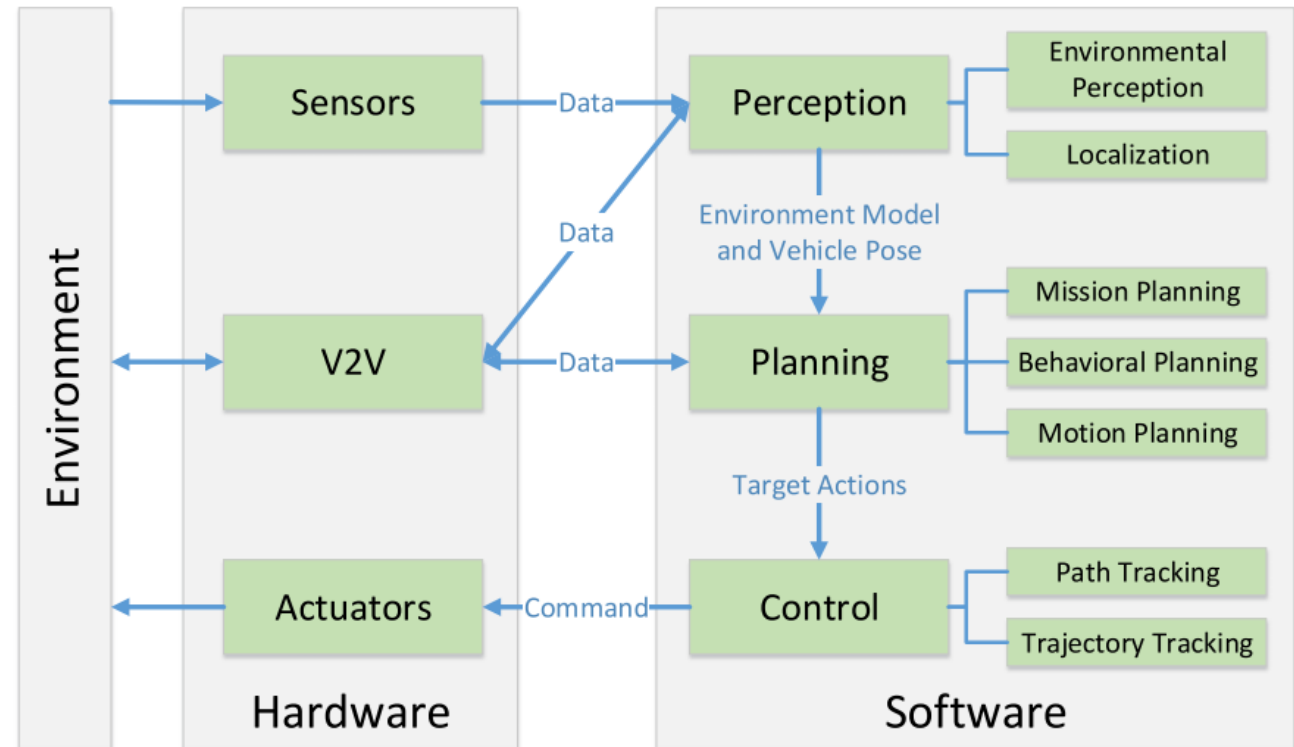 Environment
Sensors
Data
Perception
Environmental
Perception
Localization
Data
Environment Model
and Vehicle Pose
V2V
Data
Planning
Mission Planning
Behavioral Planning
Motion Planning
Target Actions
Actuators
Command
Control
Path Tracking
Trajectory Tracking
Hardware
Software